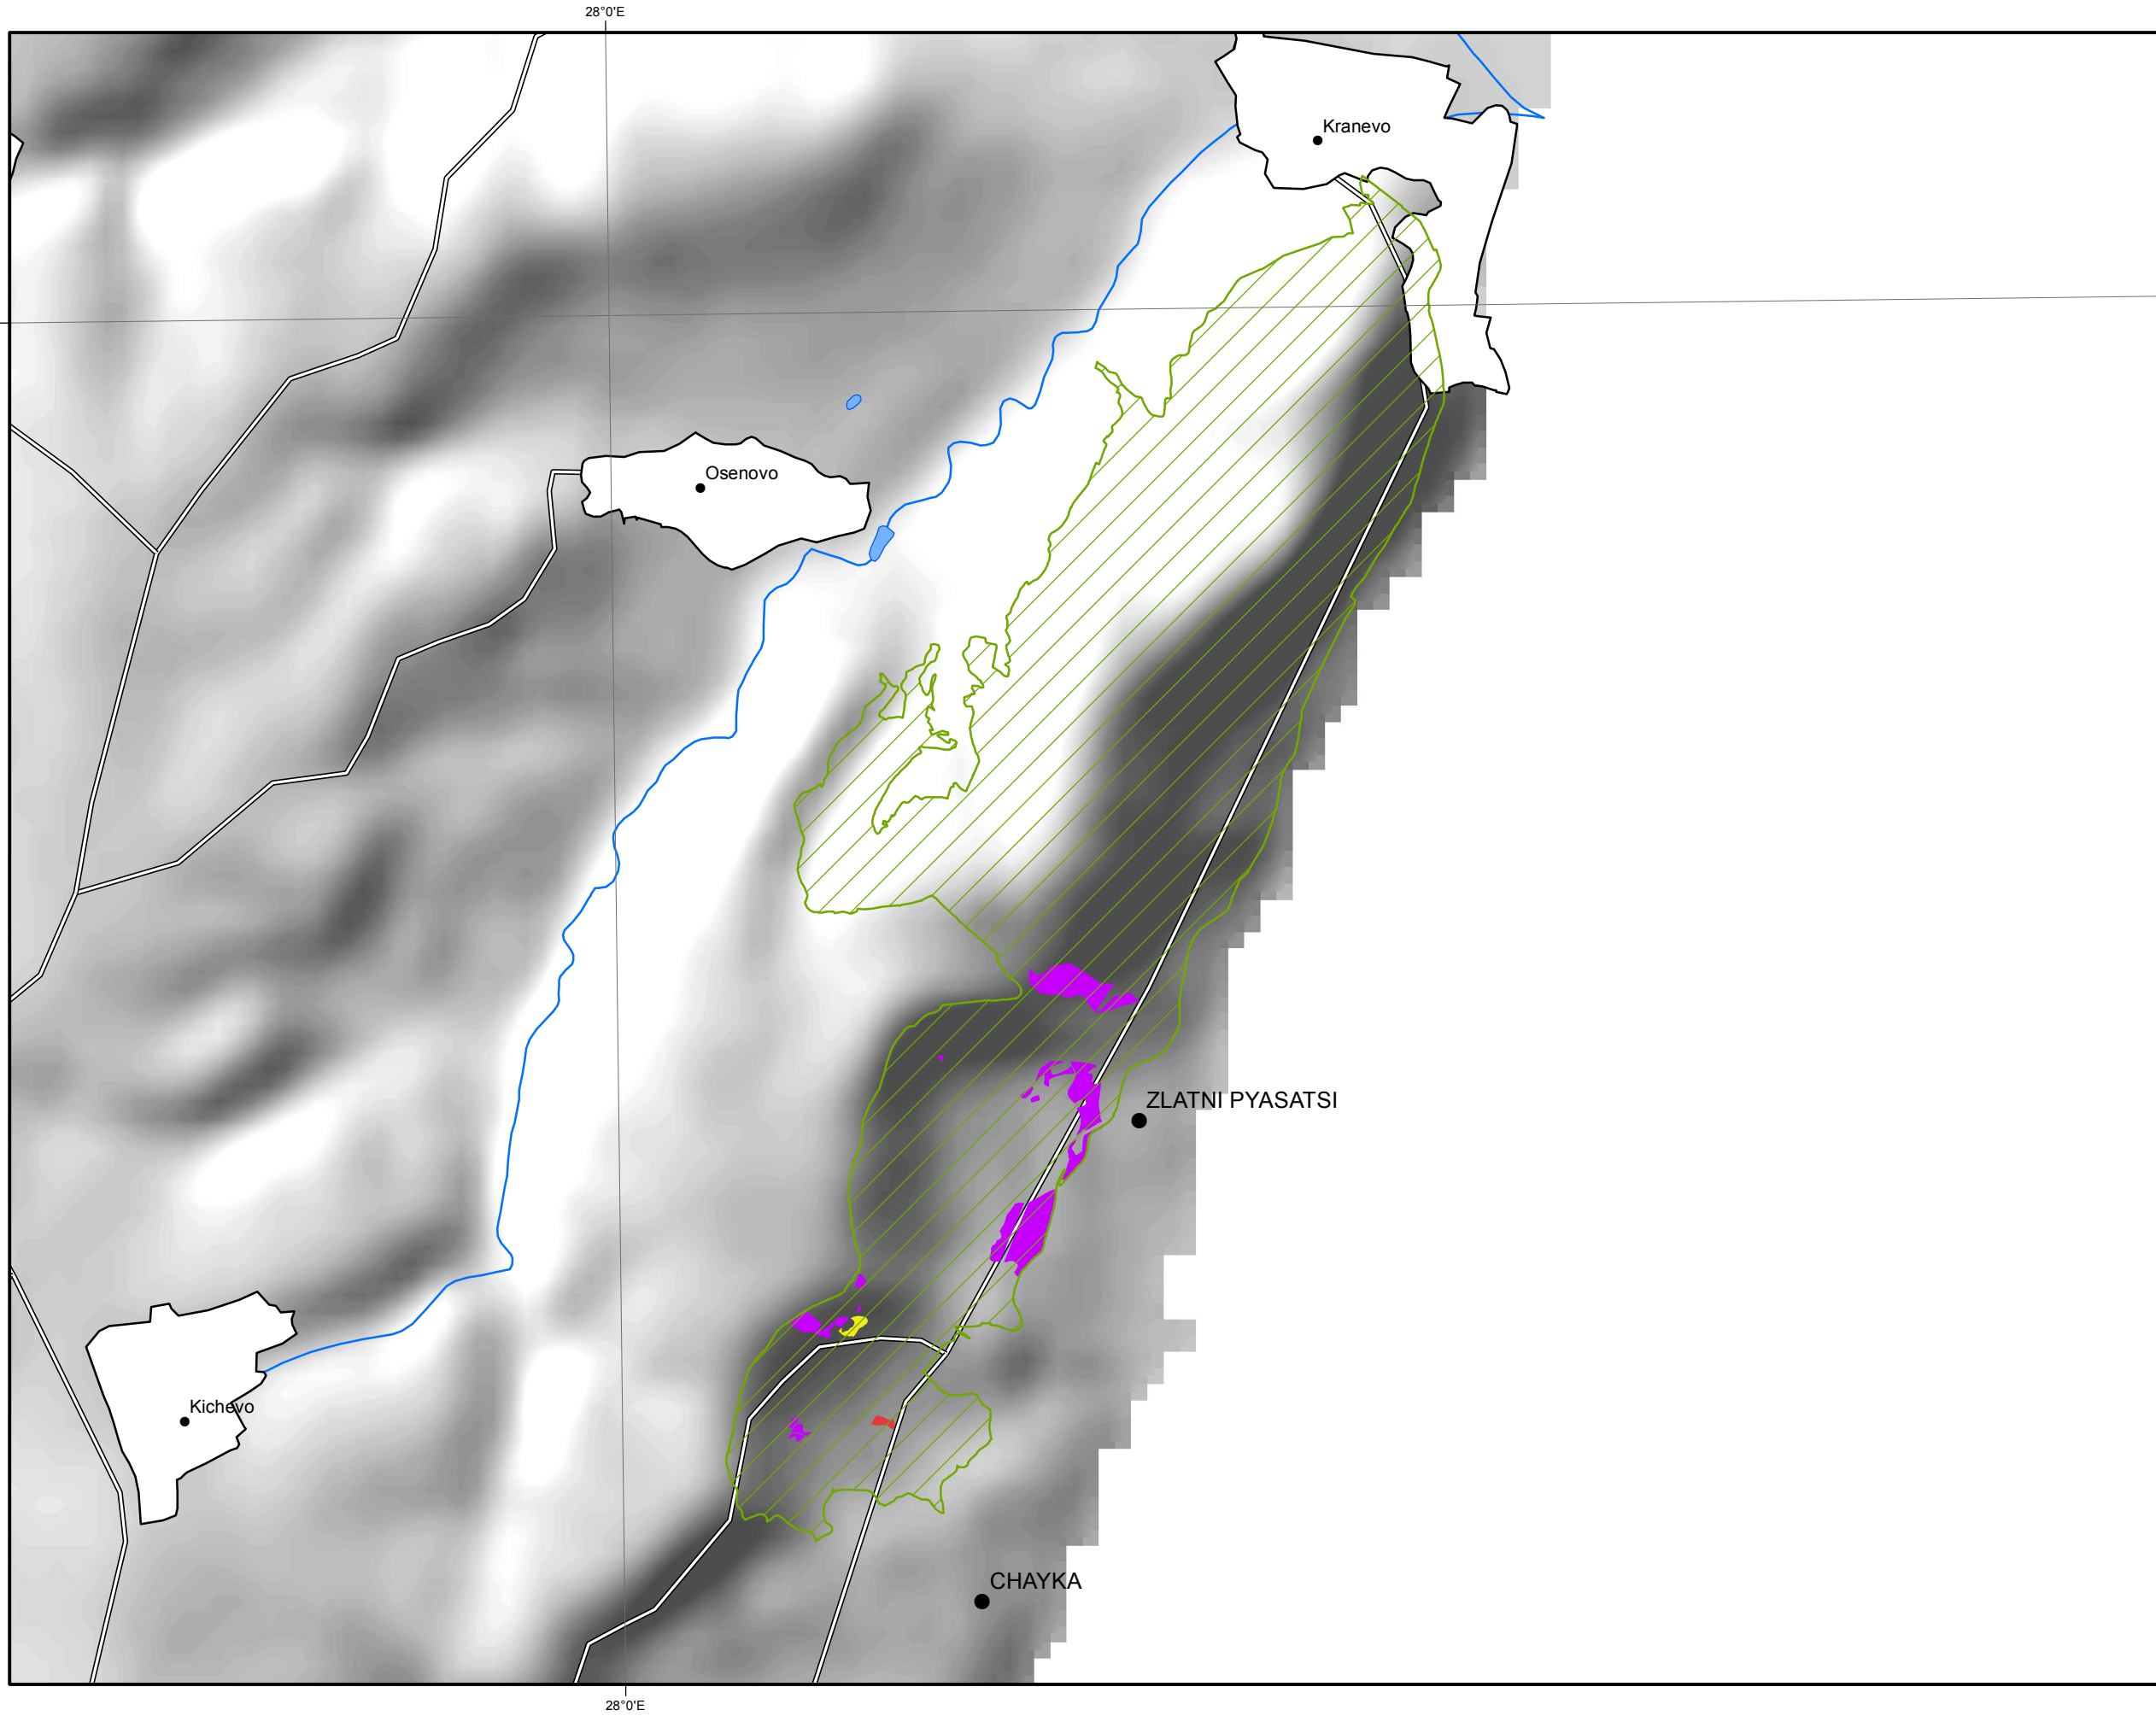 28°0'E
Kranevo
Osenovo
ZLATNI PYASATSI
Kichevo
CHAYKA
28°0'E